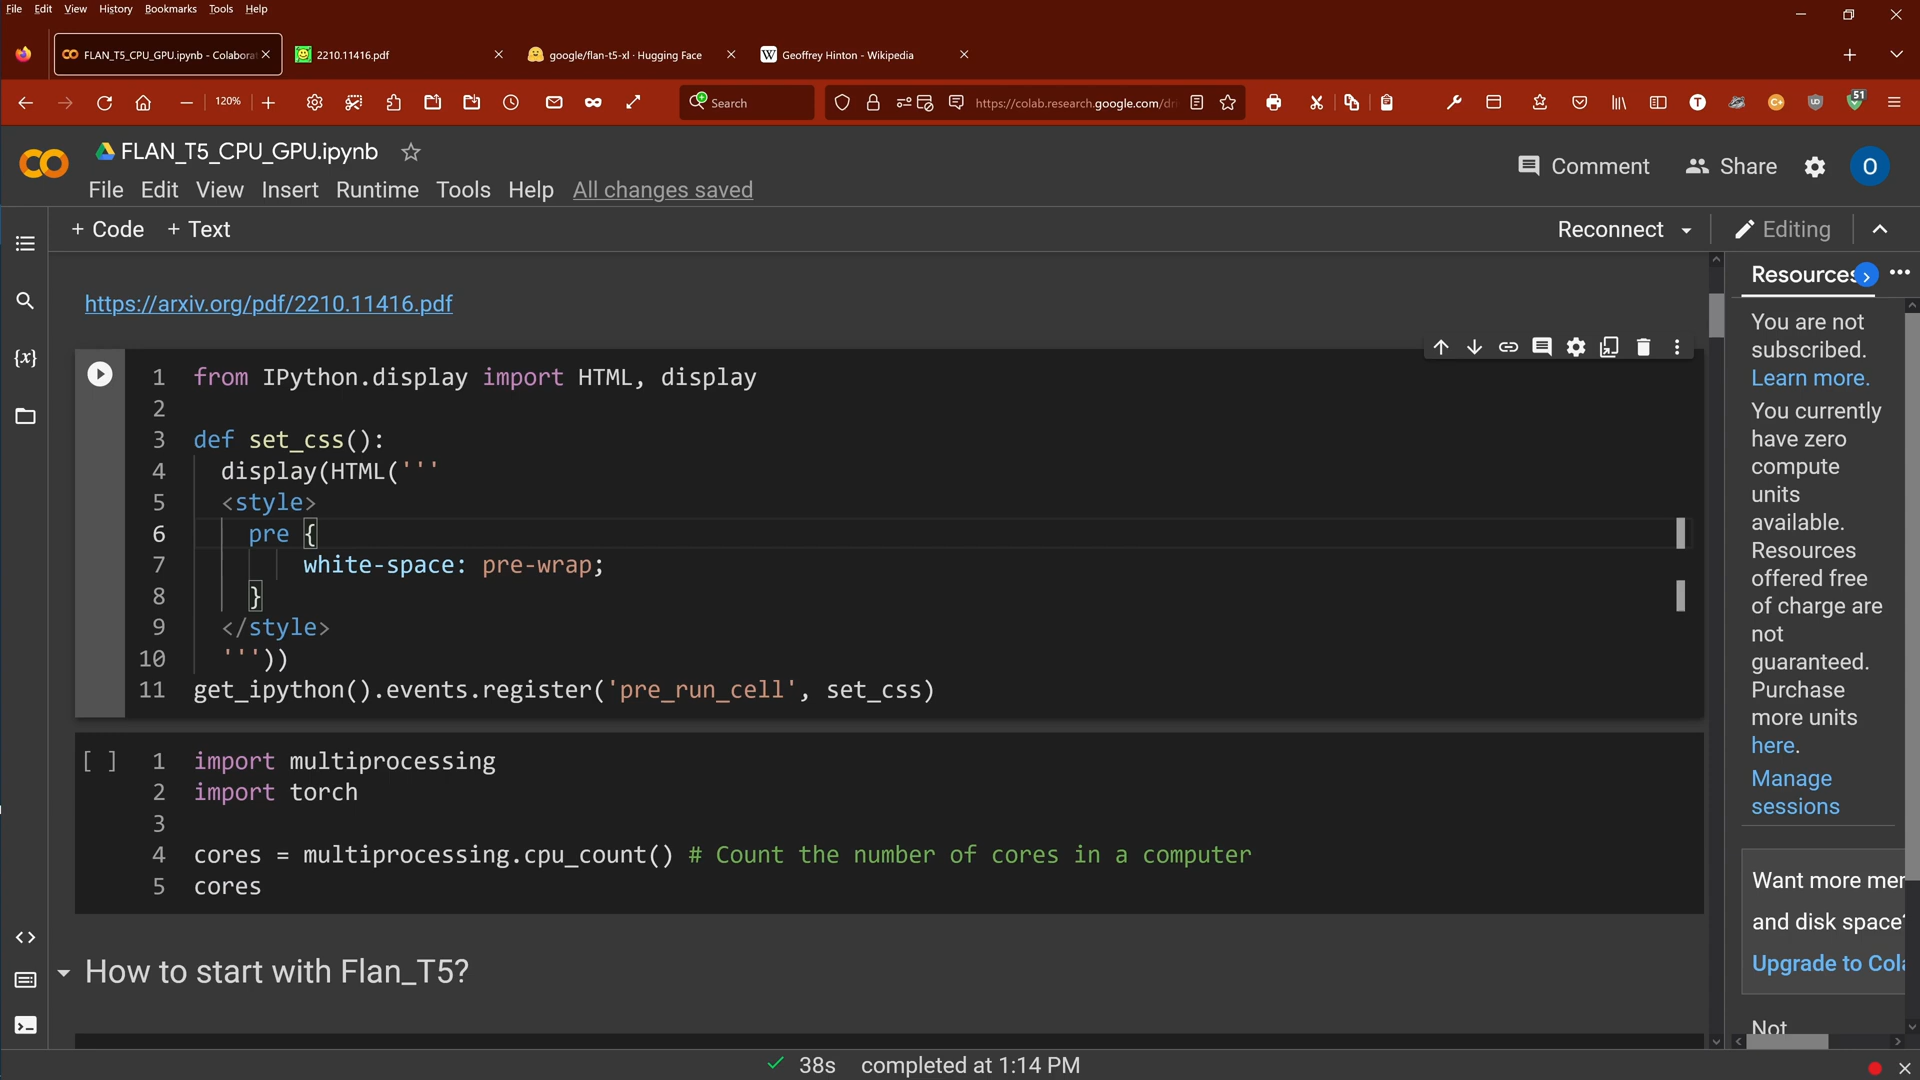 File Edit View History Bookmarks Tools Help
FLAN_T5_CPU_GPU.ipynb - Colabora
2210.11416.pdf
google/flan-t5-xl · Hugging Face
W Geoffrey Hinton - Wikipedia
120%
Search
https://colab.research.google.com/dri
51
FLAN_T5_CPU_GPU.ipynb
Comment
Share
O
File Edit View Insert Runtime Tools Help All changes saved
+ Code + Text
Reconnect
Editing
https://arxiv.org/pdf/2210.11416.pdf
1 from IPython.display import HTML, display
2
3 def set_css():
4 display(HTML('''
5 <style>
6 pre {
7 white-space: pre-wrap;
8 }
9 </style>
10 '''))
11 get_ipython().events.register('pre_run_cell', set_css)
[ ] 1 import multiprocessing
2 import torch
3
4 cores = multiprocessing.cpu_count() # Count the number of cores in a computer
5 cores
How to start with Flan_T5?
Resources
You are not
subscribed.
Learn more.
You currently
have zero
compute
units
available.
Resources
offered free
of charge are
not
guaranteed.
Purchase
more units
here.
Manage
sessions
Want more mem
and disk space?
Upgrade to Cola
Not
38s completed at 1:14 PM